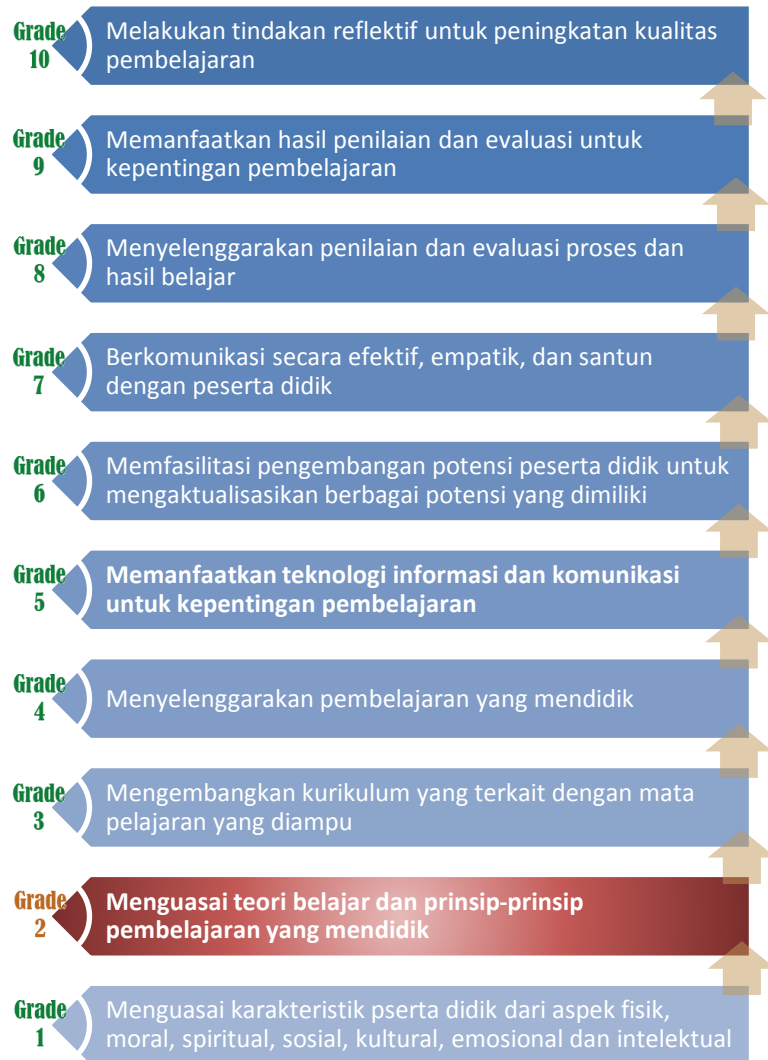 Grade
10
Melakukan tindakan reflektif untuk peningkatan kualitas
pembelajaran
Grade
9
Memanfaatkan hasil penilaian dan evaluasi untuk
kepentingan pembelajaran
Grade
8
Menyelenggarakan penilaian dan evaluasi proses dan
hasil belajar
Grade
7
Berkomunikasi secara efektif, empatik, dan santun
dengan peserta didik
Grade
6
Memfasilitasi pengembangan potensi peserta didik untuk
mengaktualisasikan berbagai potensi yang dimiliki
Grade
5
Memanfaatkan teknologi informasi dan komunikasi
untuk kepentingan pembelajaran
Grade
4
Menyelenggarakan pembelajaran yang mendidik
Grade
3
Mengembangkan kurikulum yang terkait dengan mata
pelajaran yang diampu
Grade
2
Menguasai teori belajar dan prinsip-prinsip
pembelajaran yang mendidik
Grade
1
Menguasai karakteristik pserta didik dari aspek fisik,
moral, spiritual, sosial, kultural, emosional dan intelektual